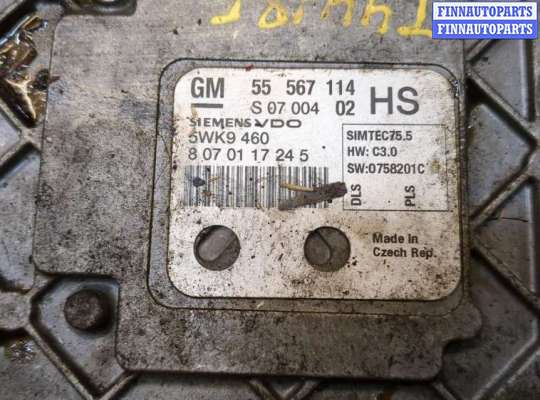 FINNAUTOPARTS
FINNAUTOPARTS
FINNAUTOPARTS
GM 55 567 114 HS
S 07 004 02
SIEMENS VDO
5WK9 460
8 07 01 17 24 5
SIMTEC75.5
HW: C3.0
SW:0758201C
DLS
PLS
Made in
Czech Rep.